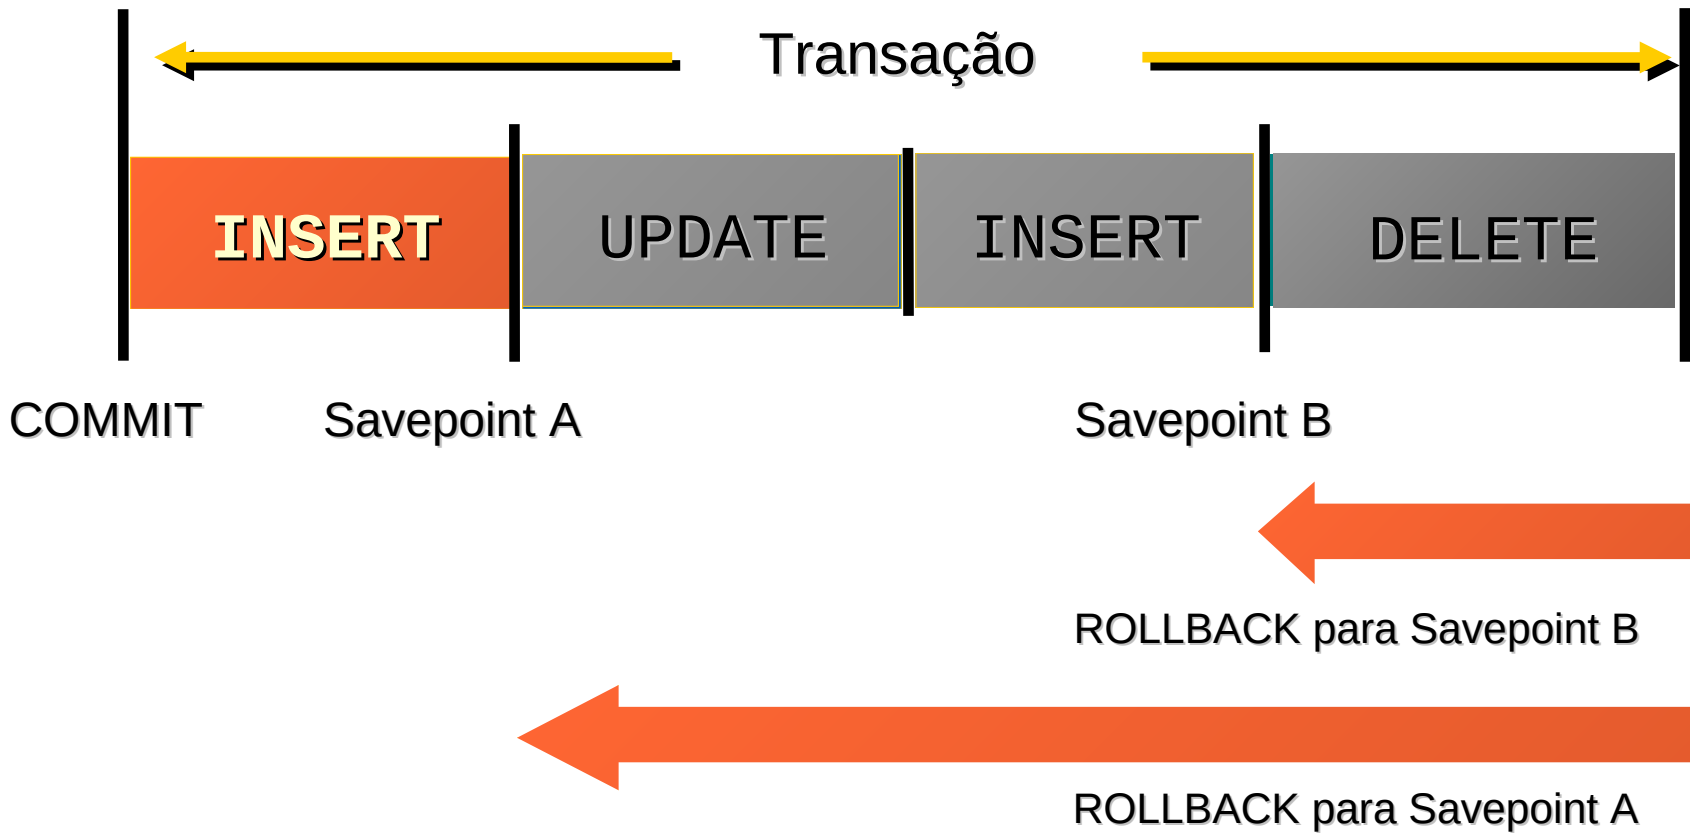 Transação
INSERT UPDATE INSERT DELETE
COMMIT Savepoint A Savepoint B
ROLLBACK para Savepoint B
ROLLBACK para Savepoint A